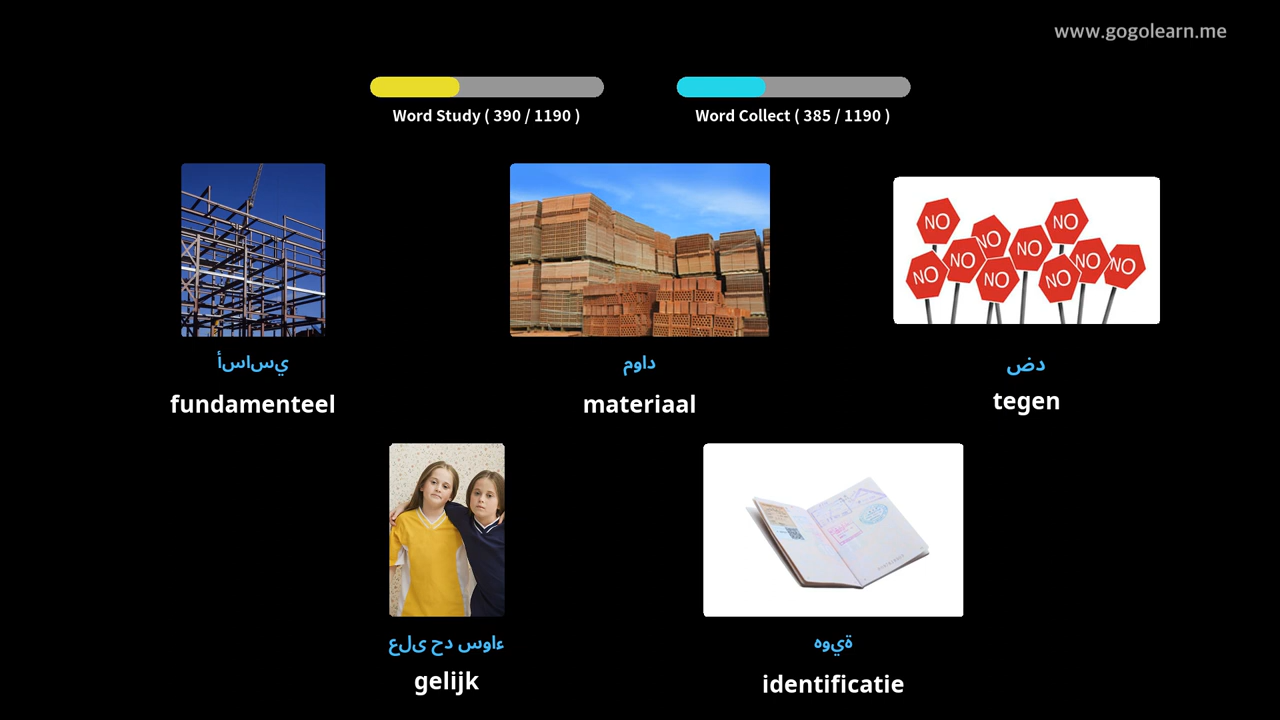 www.gogolearn.me
Word Study ( 390 / 1190 )
Word Collect ( 385 / 1190 )
NO
NO
NO
NO
NO
NO
NO
NO
NO
NO
يساسأ
fundamenteel
داوم
materiaal
دض
tegen
ءاوس دح ىلع
gelijk
ةيوه
identificatie